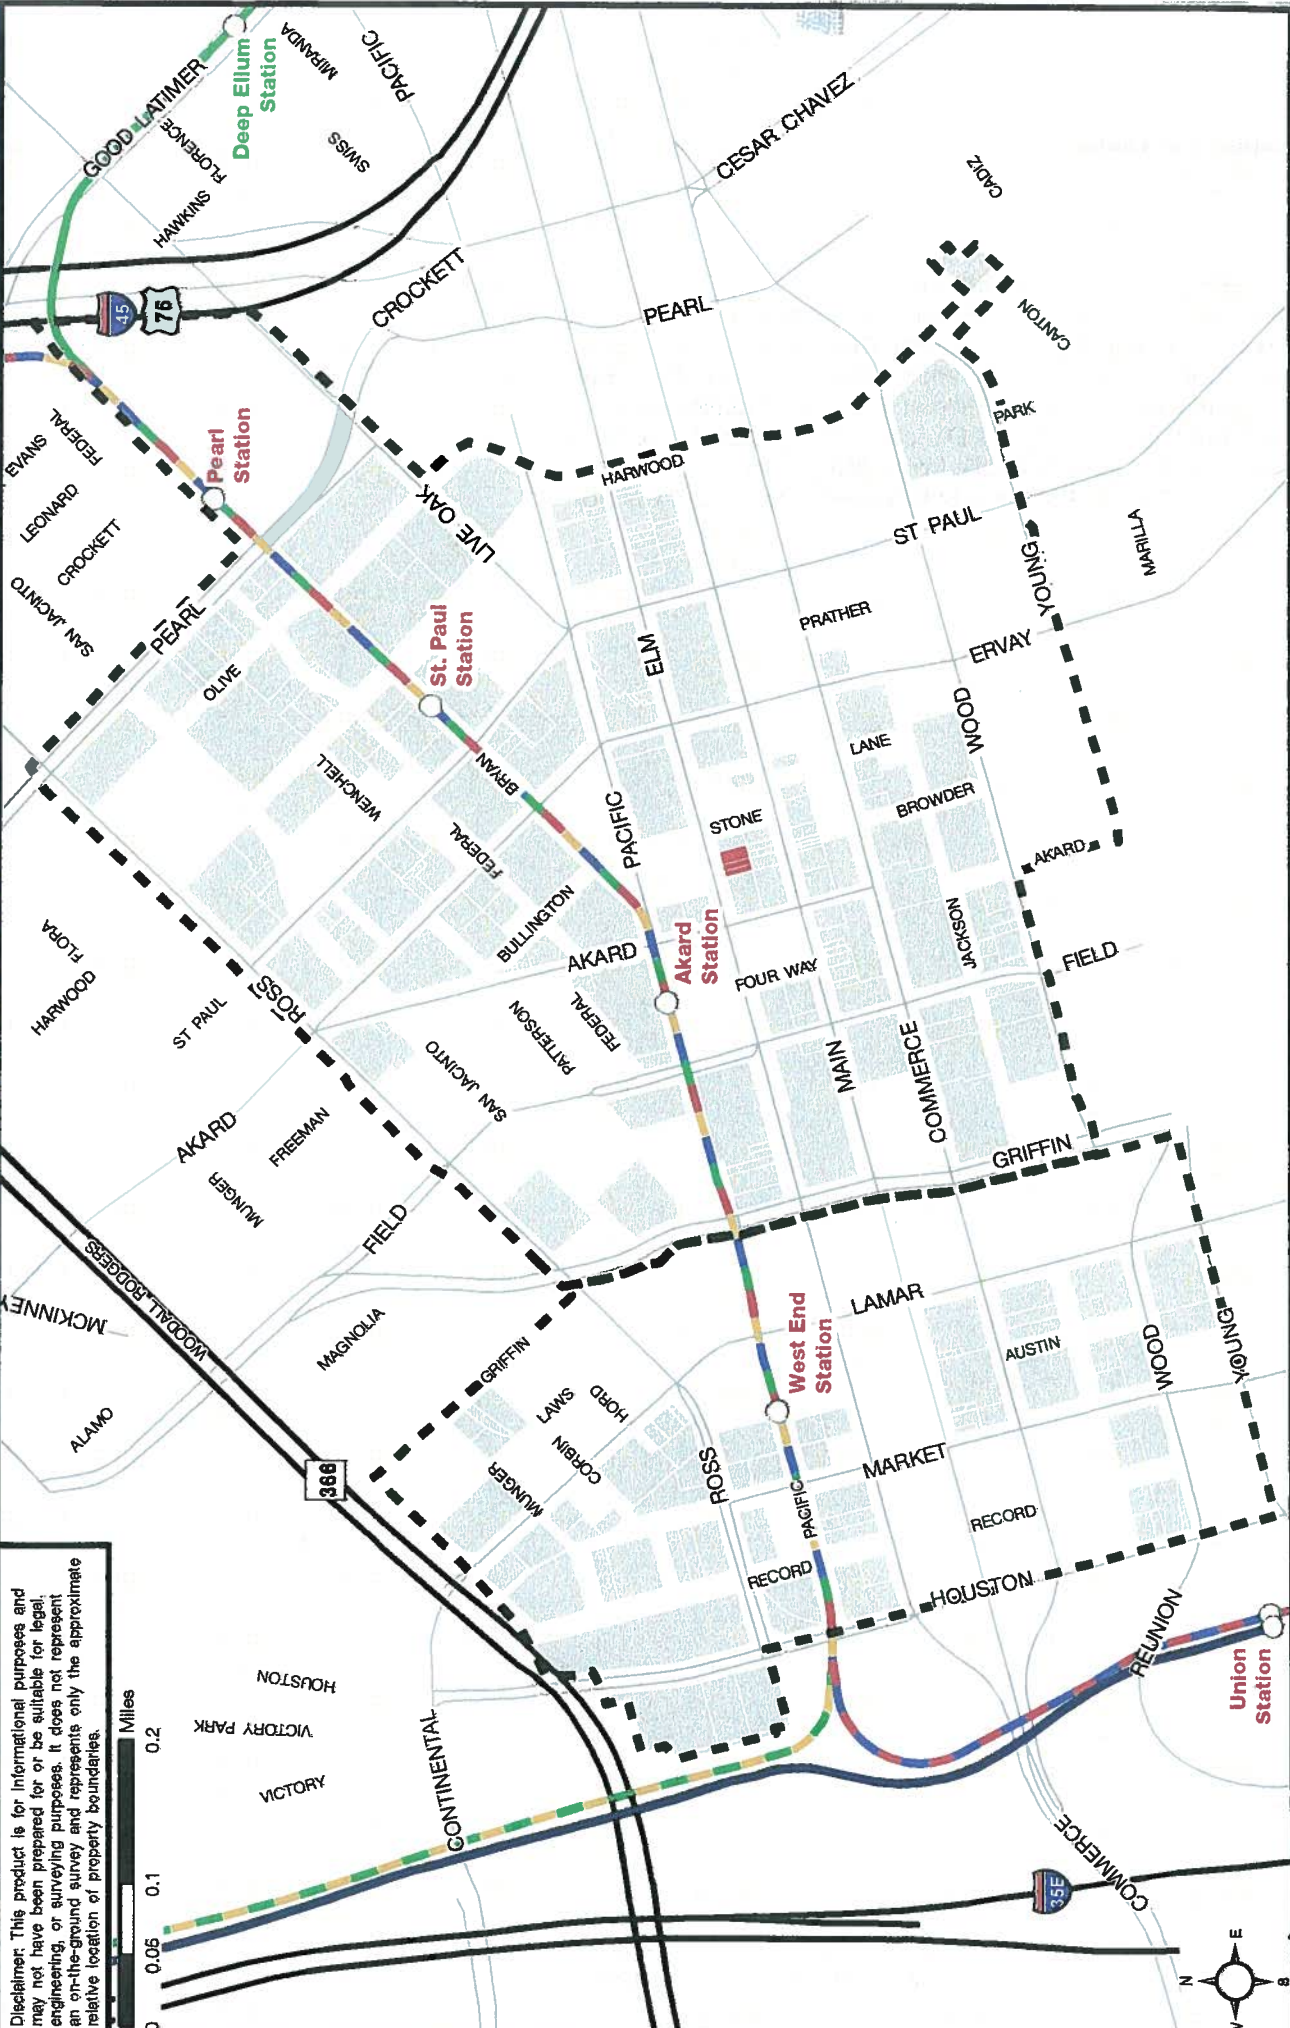 Disclaimer: This product is for informational purposes and
may not have been prepared for or be suitable for legal,
engineering, or surveying purposes. It does not represent
an on-the-ground survey and represents only the approximate
relative location of property boundaries.
Miles
0.05
0.1
0.2
GOOD LATIMER
Deep Ellum
Station
MIRANDA
PACIFIC
FLORENCE
SWISS
HAWKINS
CESAR CHAVEZ
CADIZ
CROCKETT
PEARL
CANTON
45
75
EVANS
FEDERAL
LEONARD
CROCKETT
SAN JACINTO
Pearl
Station
PEARL
OLIVE
LIVE OAK
HARWOOD
PARK
ST PAUL
YOUNG
MARILLA
St. Paul
Station
ELM
PRATHER
ERVAY
WOOD
LANE
BROWDER
WENCHELL
BRYAN
FEDERAL
PACIFIC
STONE
AKARD
BULLINGTON
FLORA
HARWOOD
ST PAUL
ROSS
AKARD
Akard
Station
FOUR WAY
JACKSON
FIELD
FEDERAL
PATTERSON
SAN JACINTO
MAIN
COMMERCE
AKARD
FREEMAN
MUNGER
FIELD
GRIFFIN
WOODALL RODGERS
MCKINNEY
MAGNOLIA
ALAMO
366
GRIFFIN
LAWS
HORD
CORBIN
MUNGER
ROSS
West End
Station
LAMAR
AUSTIN
WOOD
YOUNG
MARKET
PACIFIC
RECORD
RECORD
HOUSTON
REUNION
Union
Station
HOUSTON
VICTORY PARK
VICTORY
CONTINENTAL
COMMERCE
35E
N
E
S
W